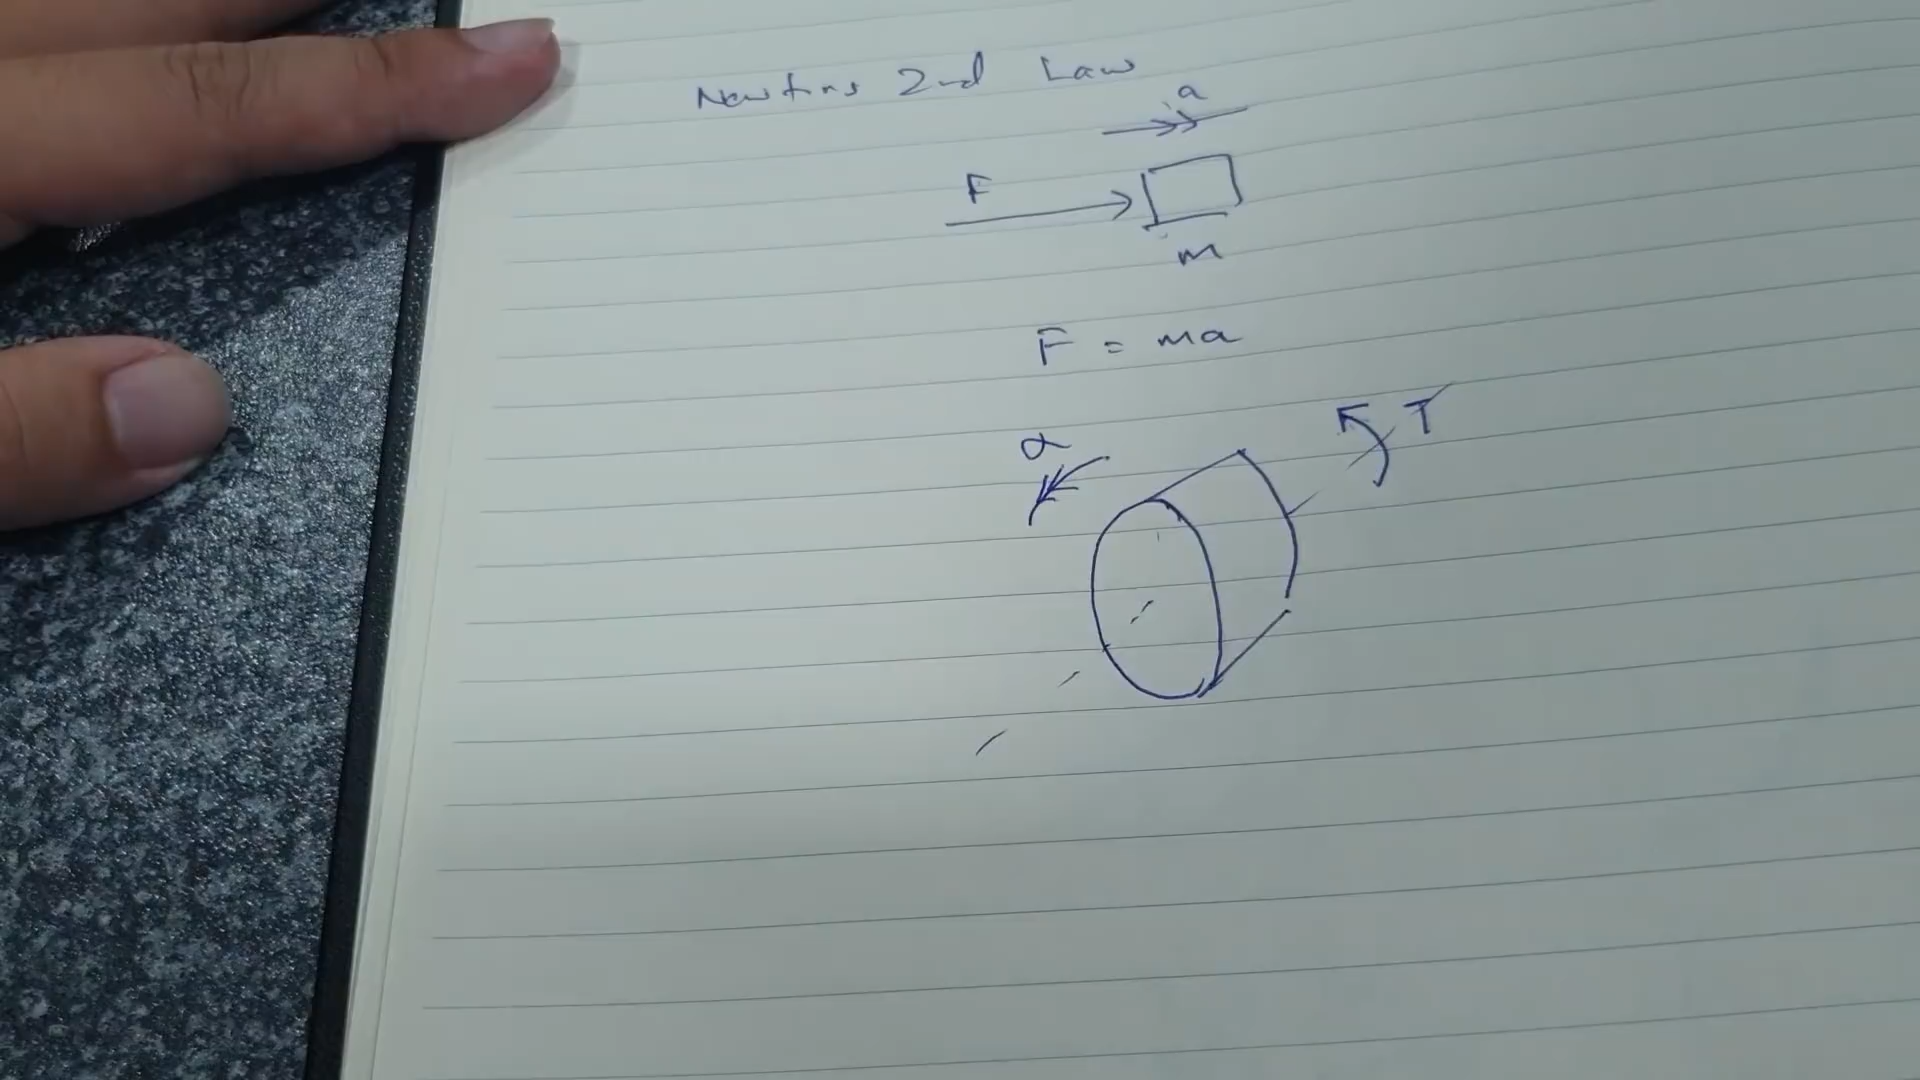 Newtons 2nd Law
a
F
m
F = ma
α
T